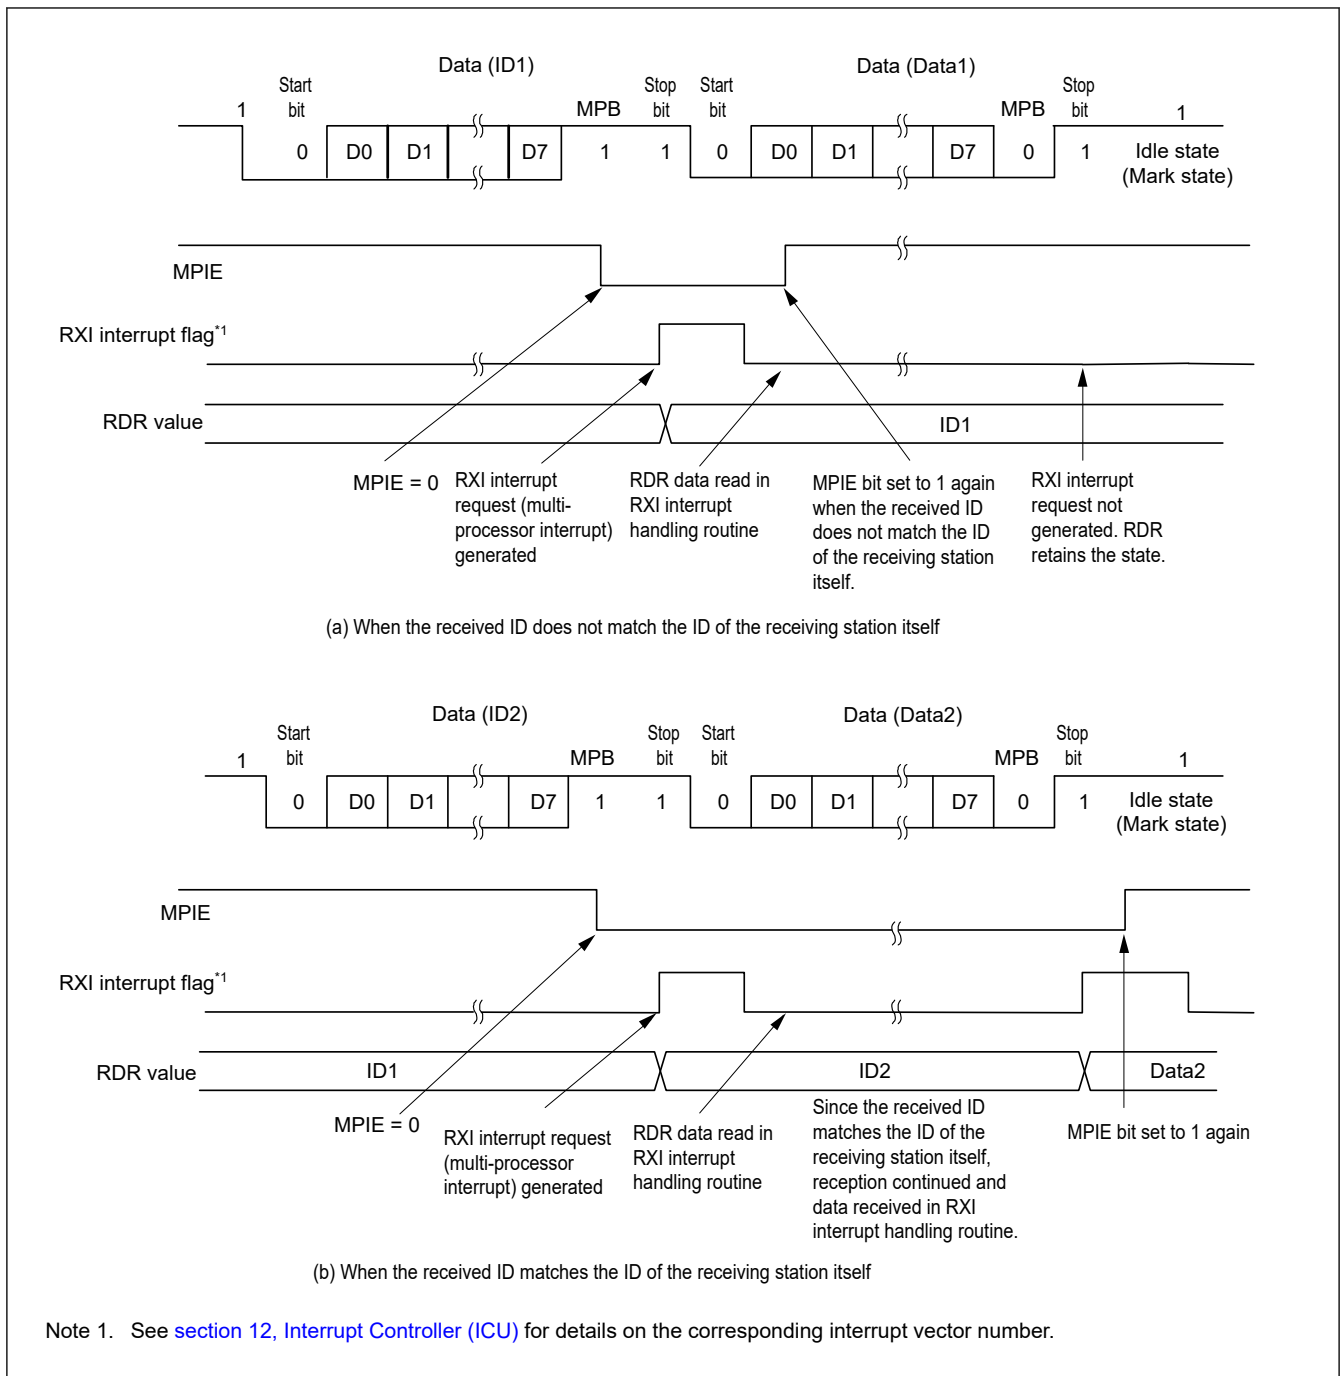 Data (ID1) Data (Data1)
Start bit MPB Stop bit Start bit MPB Stop bit
1 1
0 D0 D1 D7 1 1 0 D0 D1 D7 0 1 Idle state
(Mark state)
MPIE
RXI interrupt flag*1
RDR value ID1
MPIE = 0
RXI interrupt
request (multi-
processor interrupt)
generated
RDR data read in
RXI interrupt
handling routine
MPIE bit set to 1 again
when the received ID
does not match the ID
of the receiving station
itself.
RXI interrupt
request not
generated. RDR
retains the state.
(a) When the received ID does not match the ID of the receiving station itself
Data (ID2) Data (Data2)
Start bit MPB Stop bit Start bit MPB Stop bit
1 1
0 D0 D1 D7 1 1 0 D0 D1 D7 0 1 Idle state
(Mark state)
MPIE
RXI interrupt flag*1
RDR value ID1 ID2 Data2
MPIE = 0
RXI interrupt request
(multi-processor
interrupt) generated
RDR data read in
RXI interrupt
handling routine
Since the received ID
matches the ID of the
receiving station itself,
reception continued and
data received in RXI
interrupt handling routine.
MPIE bit set to 1 again
(b) When the received ID matches the ID of the receiving station itself
Note 1. See section 12, Interrupt Controller (ICU) for details on the corresponding interrupt vector number.